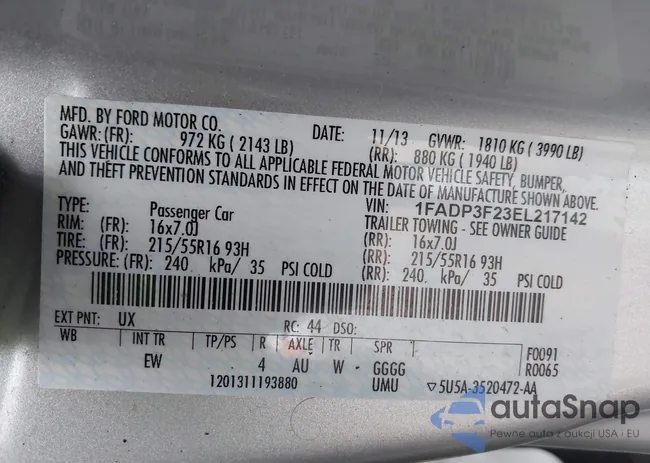 MFD. BY FORD MOTOR CO. DATE: 11/13 GVWR: 1810 KG ( 3990 LB)
GAWR: (FR): 972 KG ( 2143 LB) (RR): 880 KG ( 1940 LB)
THIS VEHICLE CONFORMS TO ALL APPLICABLE FEDERAL MOTOR VEHICLE SAFETY, BUMPER,
AND THEFT PREVENTION STANDARDS IN EFFECT ON THE DATE OF MANUFACTURE SHOWN ABOVE.
VIN: 1FADP3F23EL217142
TYPE: Passenger Car TRAILER TOWING - SEE OWNER GUIDE
RIM: (FR): 16x7.0J (RR): 16x7.0J
TIRE: (FR): 215/55R16 93H (RR): 215/55R16 93H
PRESSURE: (FR): 240 kPa/ 35 PSI COLD (RR): 240 kPa/ 35 PSI COLD
EXT PNT: UX RC: 44 DSO:
WB INT TR TP/PS R AXLE TR SPR F0091
EW 4 AU W GGGG R0065
1201311193880 UMU ▽5U5A-3520472-AA
autoSnap
Pewne auto z aukcji USA i EU